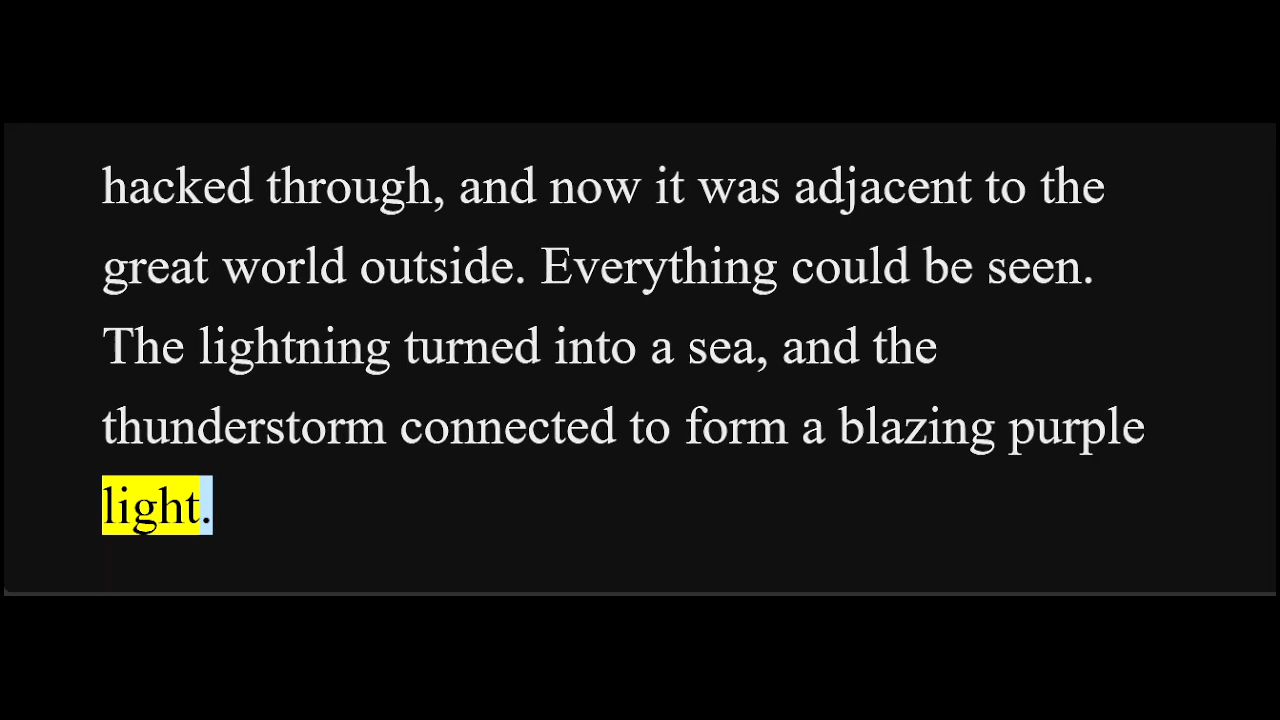 hacked through, and now it was adjacent to the
great world outside. Everything could be seen.
The lightning turned into a sea, and the
thunderstorm connected to form a blazing purple
light.